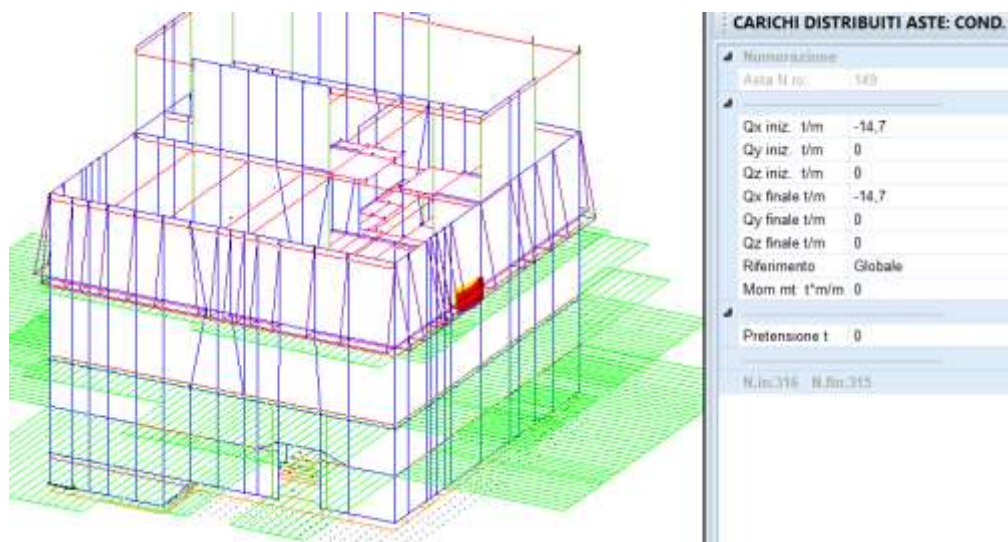 CARICHI DISTRIBUITI ASTE: COND.
Numerazione
Asta N.ro: 149
Qx iniz. t/m -14,7
Qy iniz. t/m 0
Qz iniz. t/m 0
Qx finale t/m -14,7
Qy finale t/m 0
Qz finale t/m 0
Riferimento Globale
Mom mt t*m/m 0
Pretensione t 0
N.in:316 N.fin:315